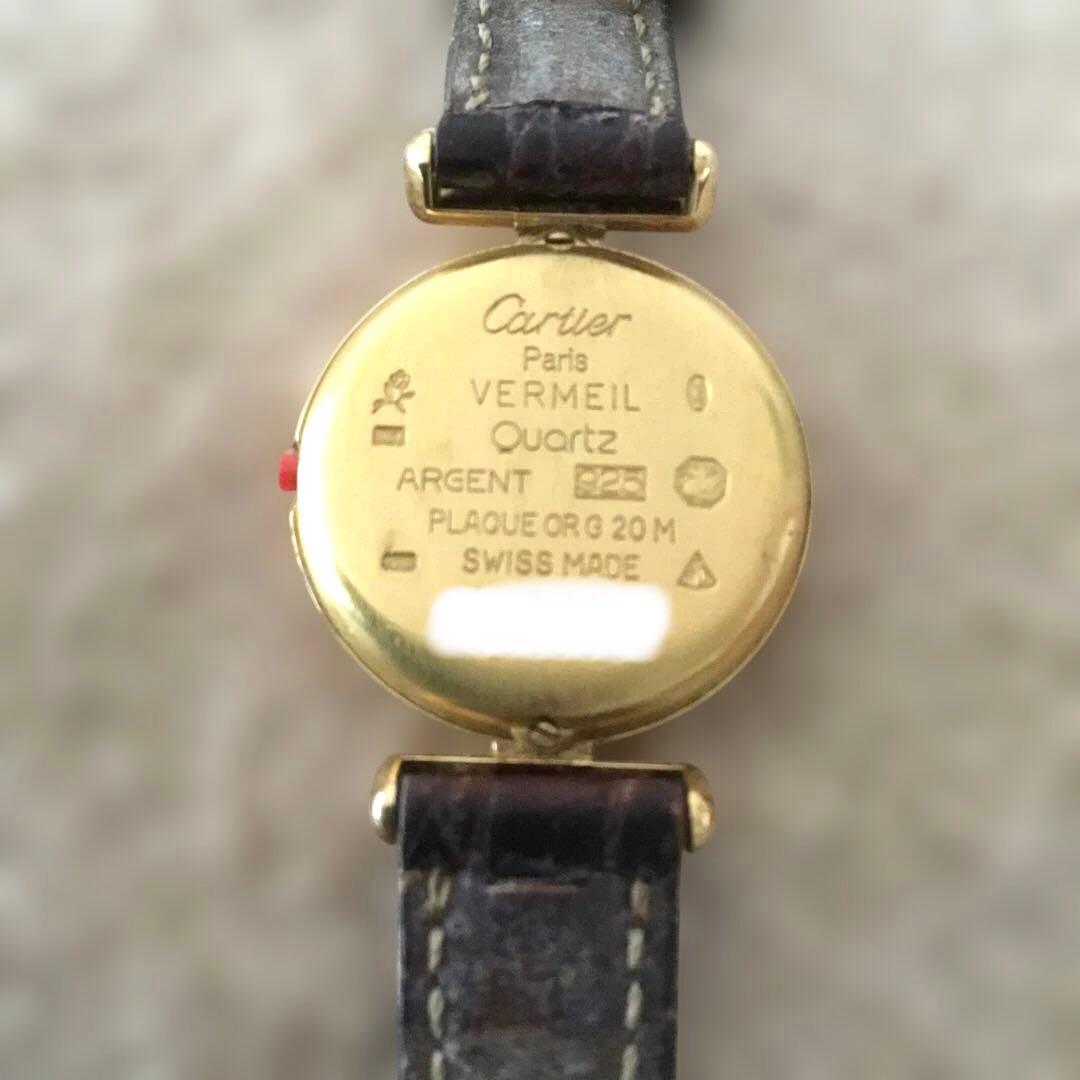 Cartier
Paris
VERMEIL
Quartz
ARGENT 925
PLAQUE OR G 20 M
SWISS MADE